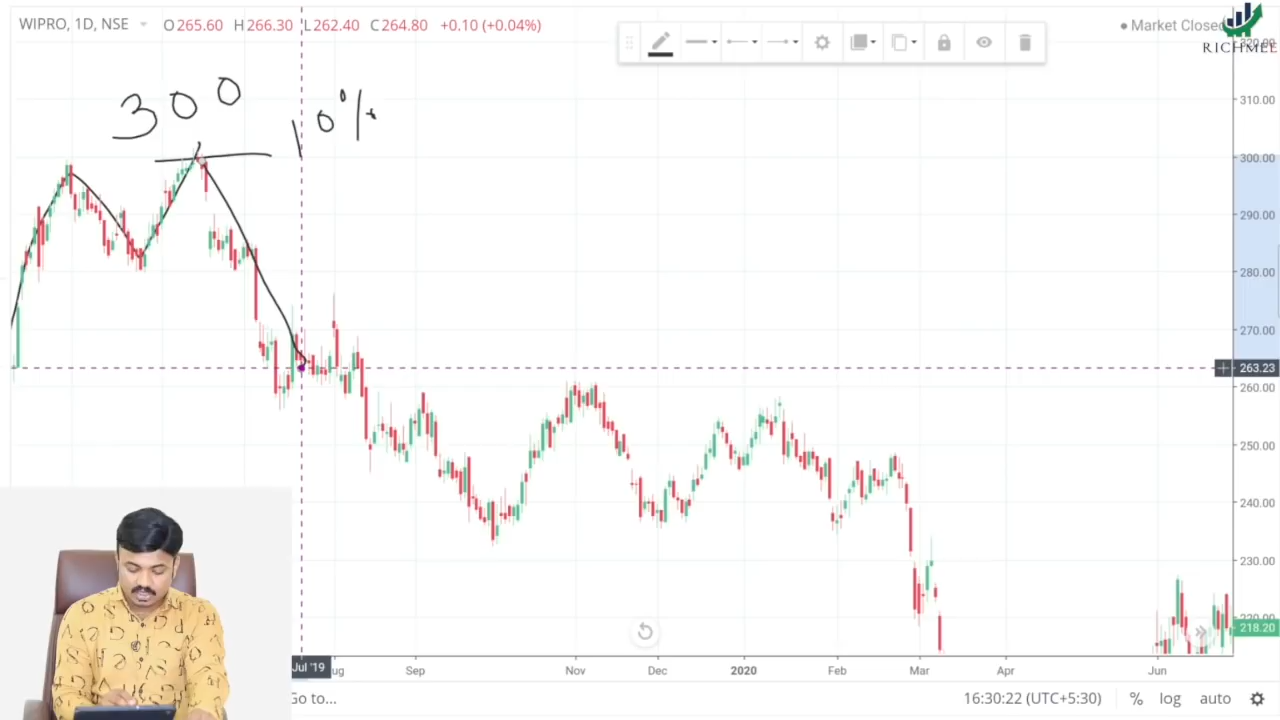 WIPRO, 1D, NSE O265.60 H266.30 L262.40 C264.80 +0.10 (+0.04%)
Market Closed
RICHMEE
300
10%
310.00
300.00
290.00
280.00
270.00
263.23
260.00
250.00
240.00
230.00
218.20
Jul '19 ug Sep Nov Dec 2020 Feb Mar Apr Jun
Go to... 16:30:22 (UTC+5:30) % log auto